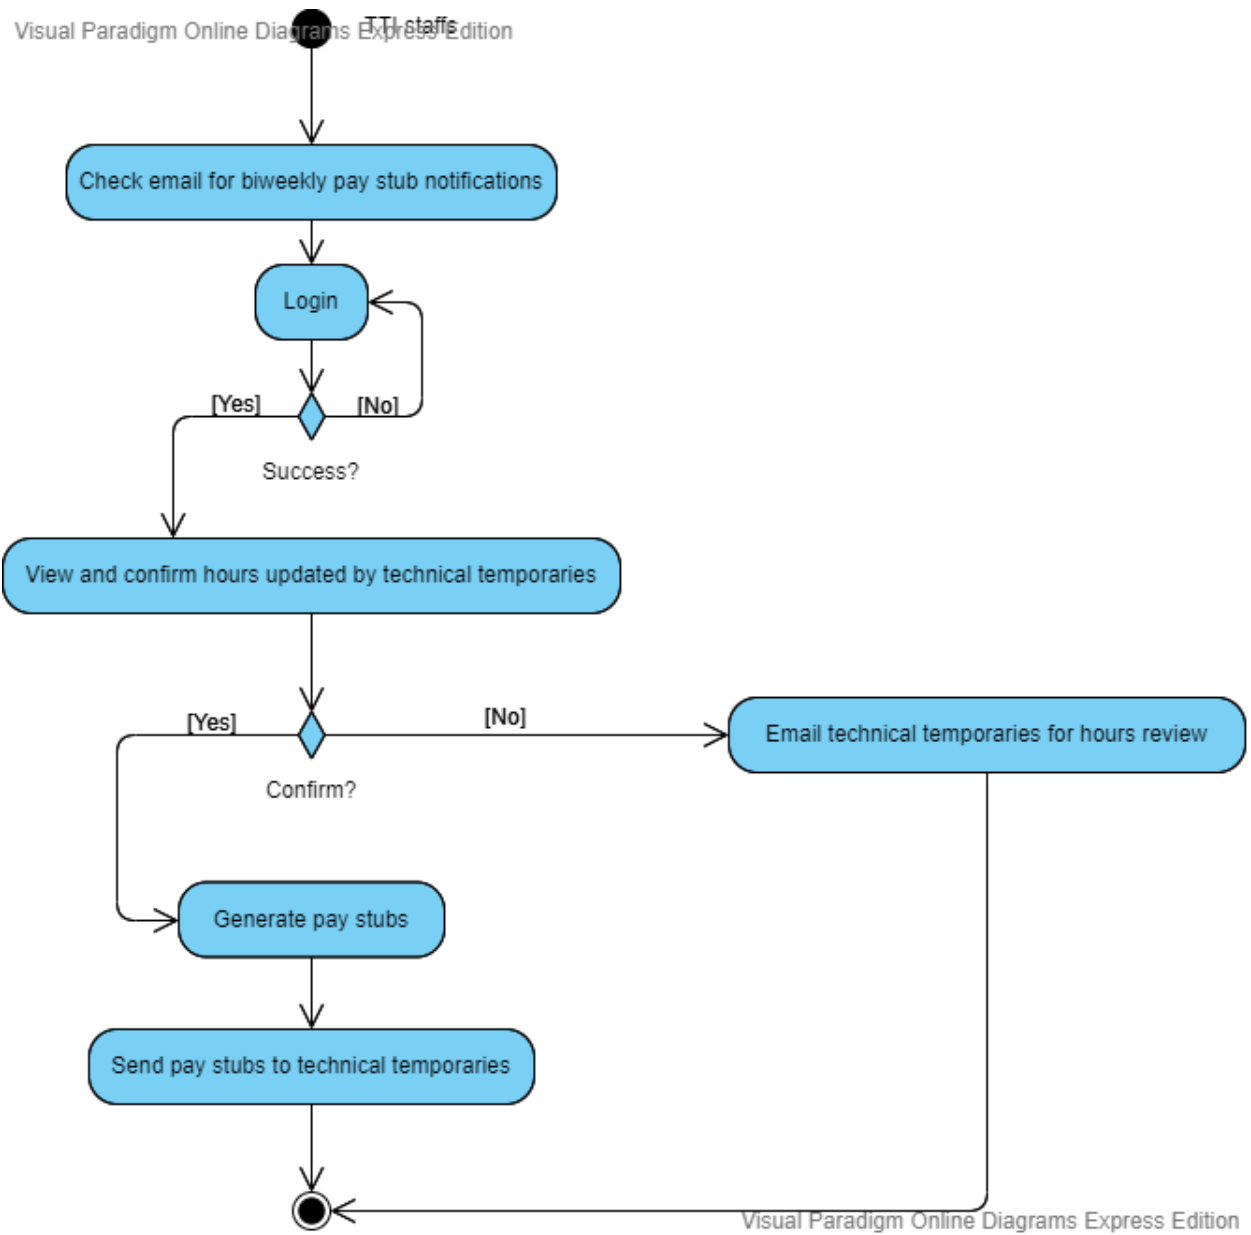 Visual Paradigm Online Diagrams Express Edition
TTI staffs
Check email for biweekly pay stub notifications
Login
[Yes]
[No]
Success?
View and confirm hours updated by technical temporaries
[Yes]
[No]
Email technical temporaries for hours review
Confirm?
Generate pay stubs
Send pay stubs to technical temporaries
Visual Paradigm Online Diagrams Express Edition